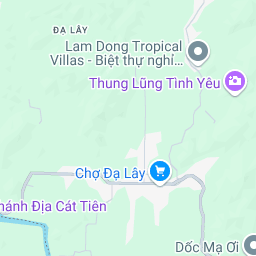 ĐẠ LÂY
Lam Dong Tropical
Villas - Biệt thự nghỉ...
Thung Lũng Tình Yêu
Chợ Đạ Lây
hánh Địa Cát Tiên
Dốc Mạ Ơi